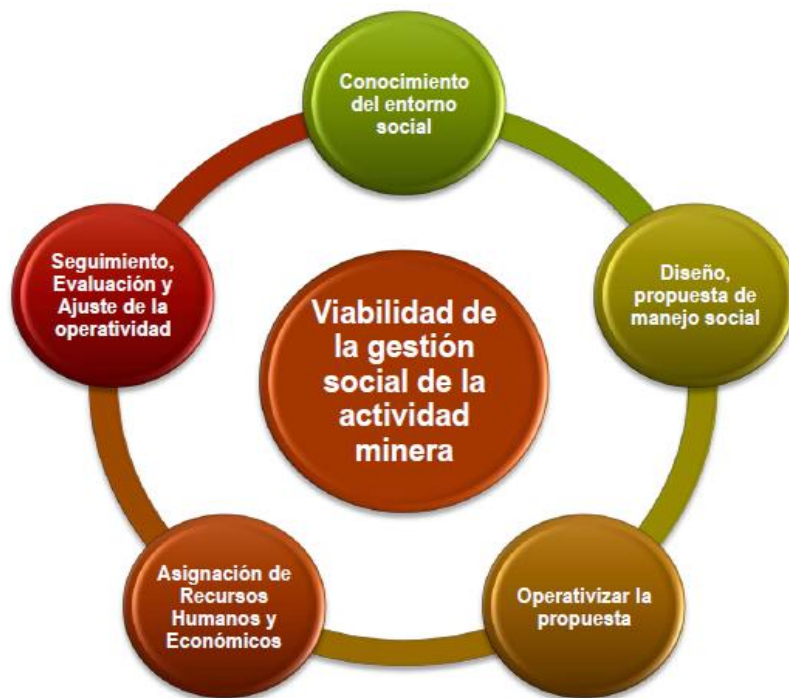 Conocimiento
del entorno
social
Diseño,
propuesta de
manejo social
Operativizar la
propuesta
Asignación de
Recursos
Humanos y
Económicos
Seguimiento,
Evaluación y
Ajuste de la
operatividad
Viabilidad de
la gestión
social de la
actividad
minera